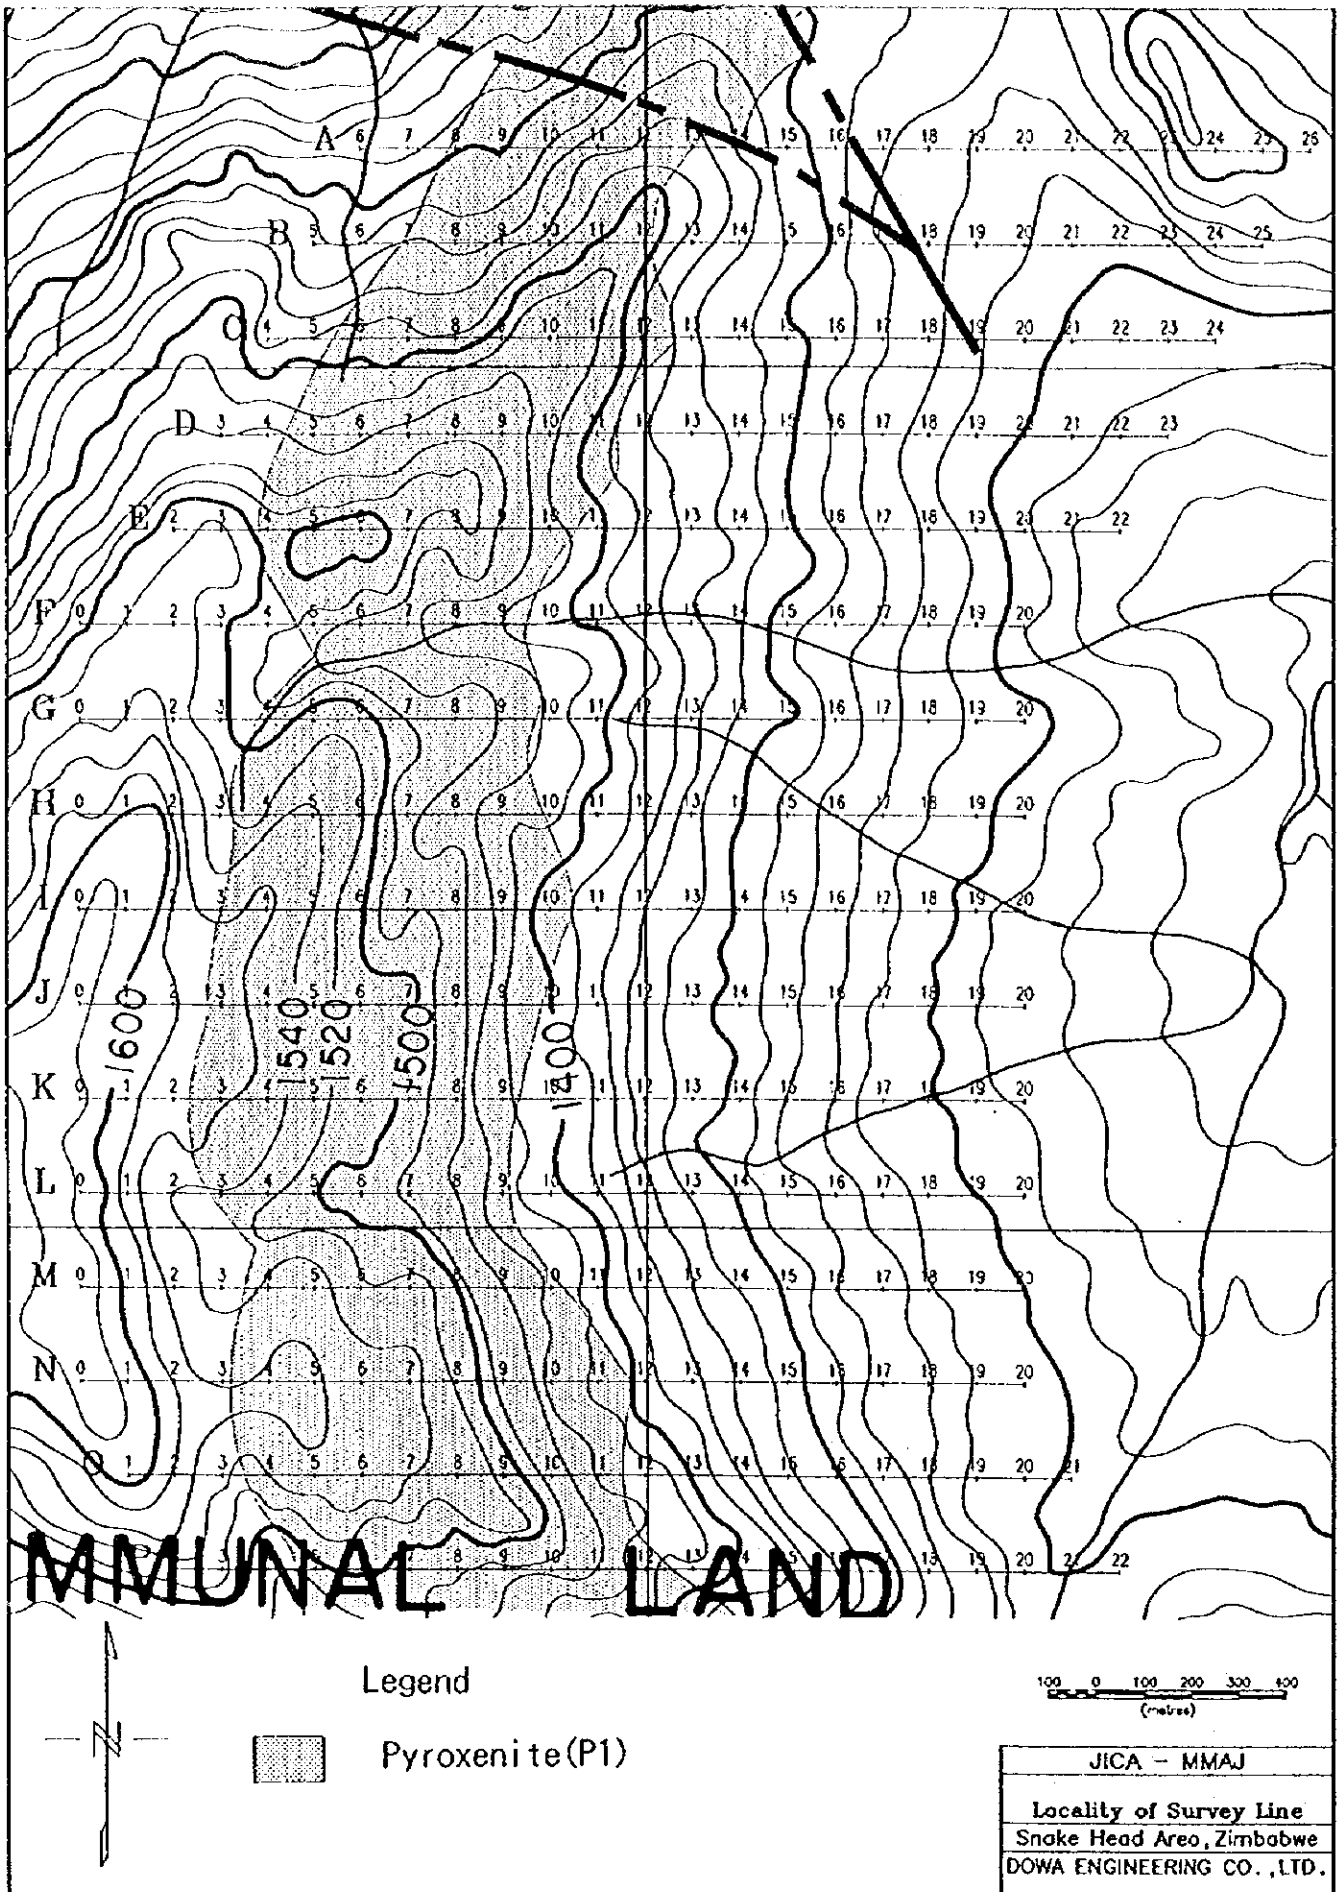 A 6 7 8 9 10 11 12 13 14 15 16 17 18 19 20 21 22 23 24 25 26
B 5 6 7 8 9 10 11 12 13 14 15 16 17 18 19 20 21 22 23 24 25
C 4 5 6 7 8 9 10 11 12 13 14 15 16 17 18 19 20 21 22 23 24
D 3 4 5 6 7 8 9 10 11 12 13 14 15 16 17 18 19 20 21 22 23
E 2 3 4 5 6 7 8 9 10 11 12 13 14 15 16 17 18 19 20 21 22
F 0 1 2 3 4 5 6 7 8 9 10 11 12 13 14 15 16 17 18 19 20
G 0 1 2 3 4 5 6 7 8 9 10 11 12 13 14 15 16 17 18 19 20
H 0 1 2 3 4 5 6 7 8 9 10 11 12 13 14 15 16 17 18 19 20
I 0 1 2 3 4 5 6 7 8 9 10 11 12 13 14 15 16 17 18 19 20
J 0 1 2 3 4 5 6 7 8 9 10 11 12 13 14 15 16 17 18 19 20
1600 1540 1520 1500 1400
K 0 1 2 3 4 8 9 10 11 12 13 14 15 16 17 18 19 20
L 0 1 2 3 4 5 6 7 8 9 10 11 12 13 14 15 16 17 18 19 20
M 0 1 2 3 4 5 6 7 8 9 10 11 12 13 14 15 16 17 18 19 20
N 0 1 2 3 4 5 6 7 8 9 10 11 12 13 14 15 16 17 18 19 20
O 1 2 3 4 5 6 7 8 9 10 11 12 13 14 15 16 17 18 19 20 21
P 8 9 10 11 12 13 18 19 20 21 22
MMUNAL LAND
N
Legend
Pyroxenite(P1)
100 0 100 200 300 400
(metres)
JICA - MMAJ
Locality of Survey Line
Snake Head Area, Zimbabwe
DOWA ENGINEERING CO.,LTD.